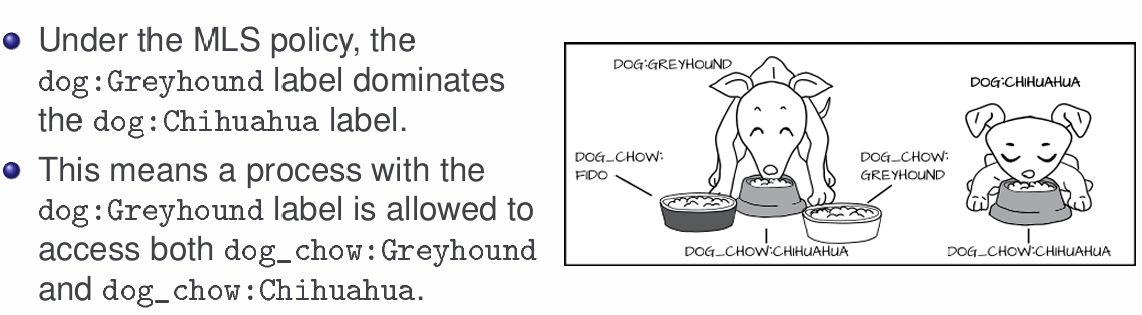 Under the MLS policy, the
dog:Greyhound label dominates
the dog:Chihuahua label.
This means a process with the
dog:Greyhound label is allowed to
access both dog_chow:Greyhound
and dog_chow:Chihuahua.
DOG:GREYHOUND
DOG:CHIHUAHUA
DOG_CHOW:
FIDO
DOG_CHOW:
GREYHOUND
DOG_CHOW:CHIHUAHUA
DOG_CHOW:CHIHUAHUA